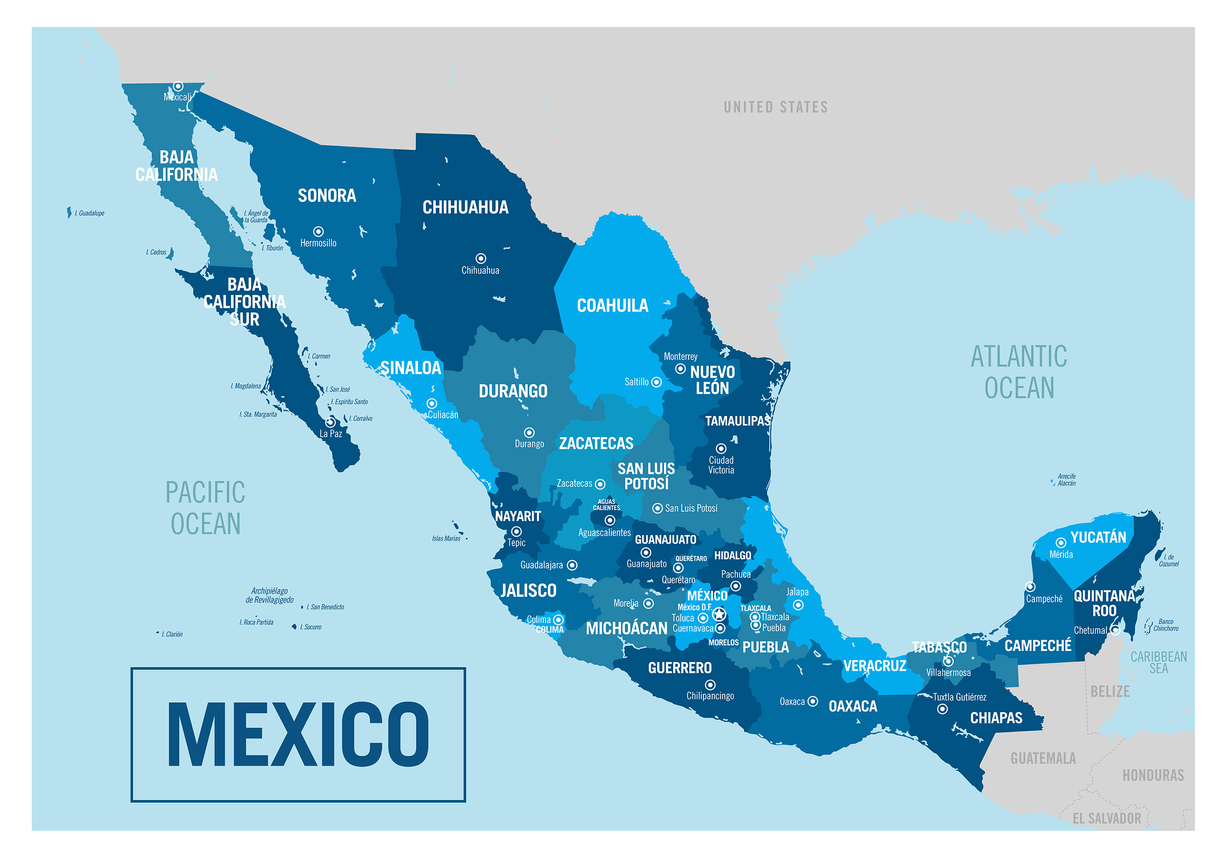 UNITED STATES
Mexicali
BAJA
CALIFORNIA
SONORA
CHIHUAHUA
I. Guadalupe
I. Ángel de
la Guarda
I. Tiburón
Hermosillo
I. Cedros
Chihuahua
BAJA
CALIFORNIA
SUR
COAHUILA
I. Carmen
Monterrey
SINALOA
NUEVO
LEÓN
Saltillo
DURANGO
I. Magdalena
I. San José
I. Espíritu Santo
I. Sta. Margarita
I. Cerralvo
Culiacán
La Paz
ATLANTIC
OCEAN
TAMAULIPAS
Durango
ZACATECAS
Ciudad
Victoria
SAN LUIS
POTOSÍ
Zacatecas
PACIFIC
OCEAN
Arrecife
Alacrán
AGUAS
CALIENTES
San Luis Potosí
NAYARIT
Tepic
Aguascalientes
Islas Marías
GUANAJUATO
YUCATÁN
Mérida
QUERÉTARO
HIDALGO
Guadalajara
Guanajuato
Querétaro
Pachuca
I. de
Cozumel
JALISCO
Archipiélago
de Revillagigedo
MÉXICO
Jalapa
Campeché
QUINTANA
ROO
Morelia
México D.F.
TLAXCALA
I. San Benedicto
Colima
COLIMA
Toluca
Tlaxcala
I. Roca Partida
I. Socorro
MICHOÁCAN
Cuernavaca
Puebla
Chetumal
Banco
Chinchorro
I. Clarión
MORELOS
PUEBLA
TABASCO
CAMPECHÉ
CARIBBEAN
SEA
GUERRERO
VERACRUZ
Villahermosa
Chilipancingo
BELIZE
Oaxaca
OAXACA
Tuxtla Gutiérrez
CHIAPAS
MEXICO
GUATEMALA
HONDURAS
EL SALVADOR